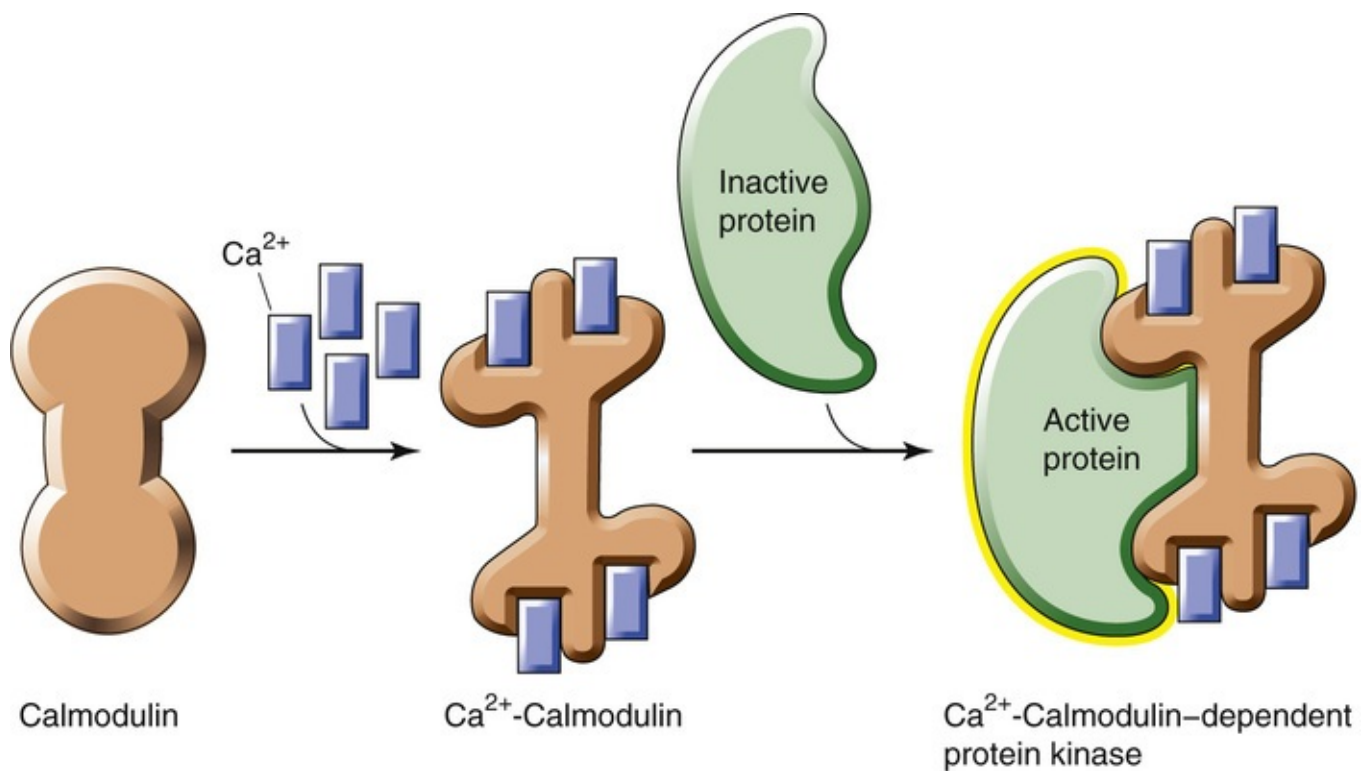 Inactive
protein
Ca²⁺
Active
protein
Calmodulin
Ca²⁺-Calmodulin
Ca²⁺-Calmodulin–dependent
protein kinase